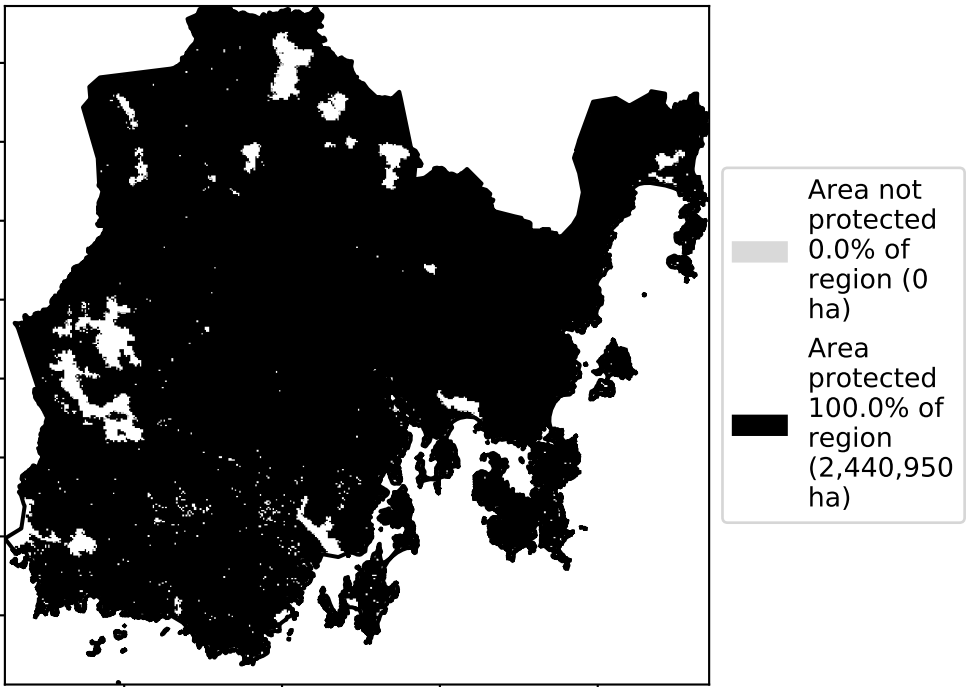 Area not
protected
0.0% of
region (0
ha)
Area
protected
100.0% of
region
(2,440,950
ha)